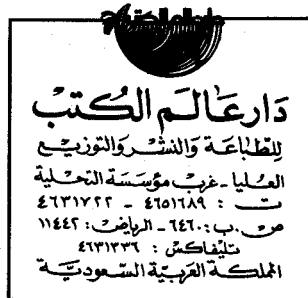 دار عالم الكتب
للطباعة والنشر والتوزيع
العليا - غرب مؤسسة التحلية
ت : ٤٦٥١٦٨٩ - ٤٦٣١٧٢٢
ص.ب : ٦٤٦٠ - الرياض : ١١٤٤٢
تليفاكس : ٤٦٣١٣٣٦
المملكة العربية السعودية